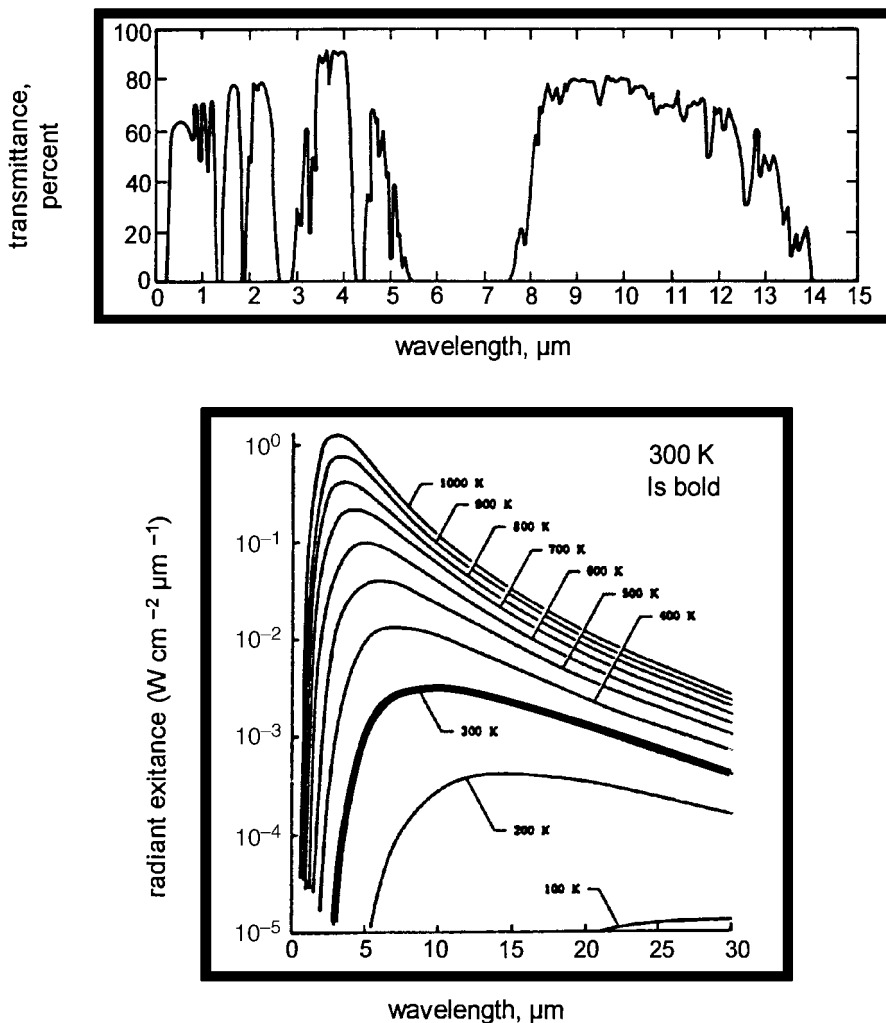 transmittance,
percent
100
80
60
40
20
0
0 1 2 3 4 5 6 7 8 9 10 11 12 13 14 15
wavelength, µm
300 K
Is bold
radiant exitance (W cm⁻² µm⁻¹)
10⁰
10⁻¹
10⁻²
10⁻³
10⁻⁴
10⁻⁵
1000 K
900 K
800 K
700 K
600 K
500 K
400 K
300 K
200 K
100 K
0 5 10 15 20 25 30
wavelength, µm